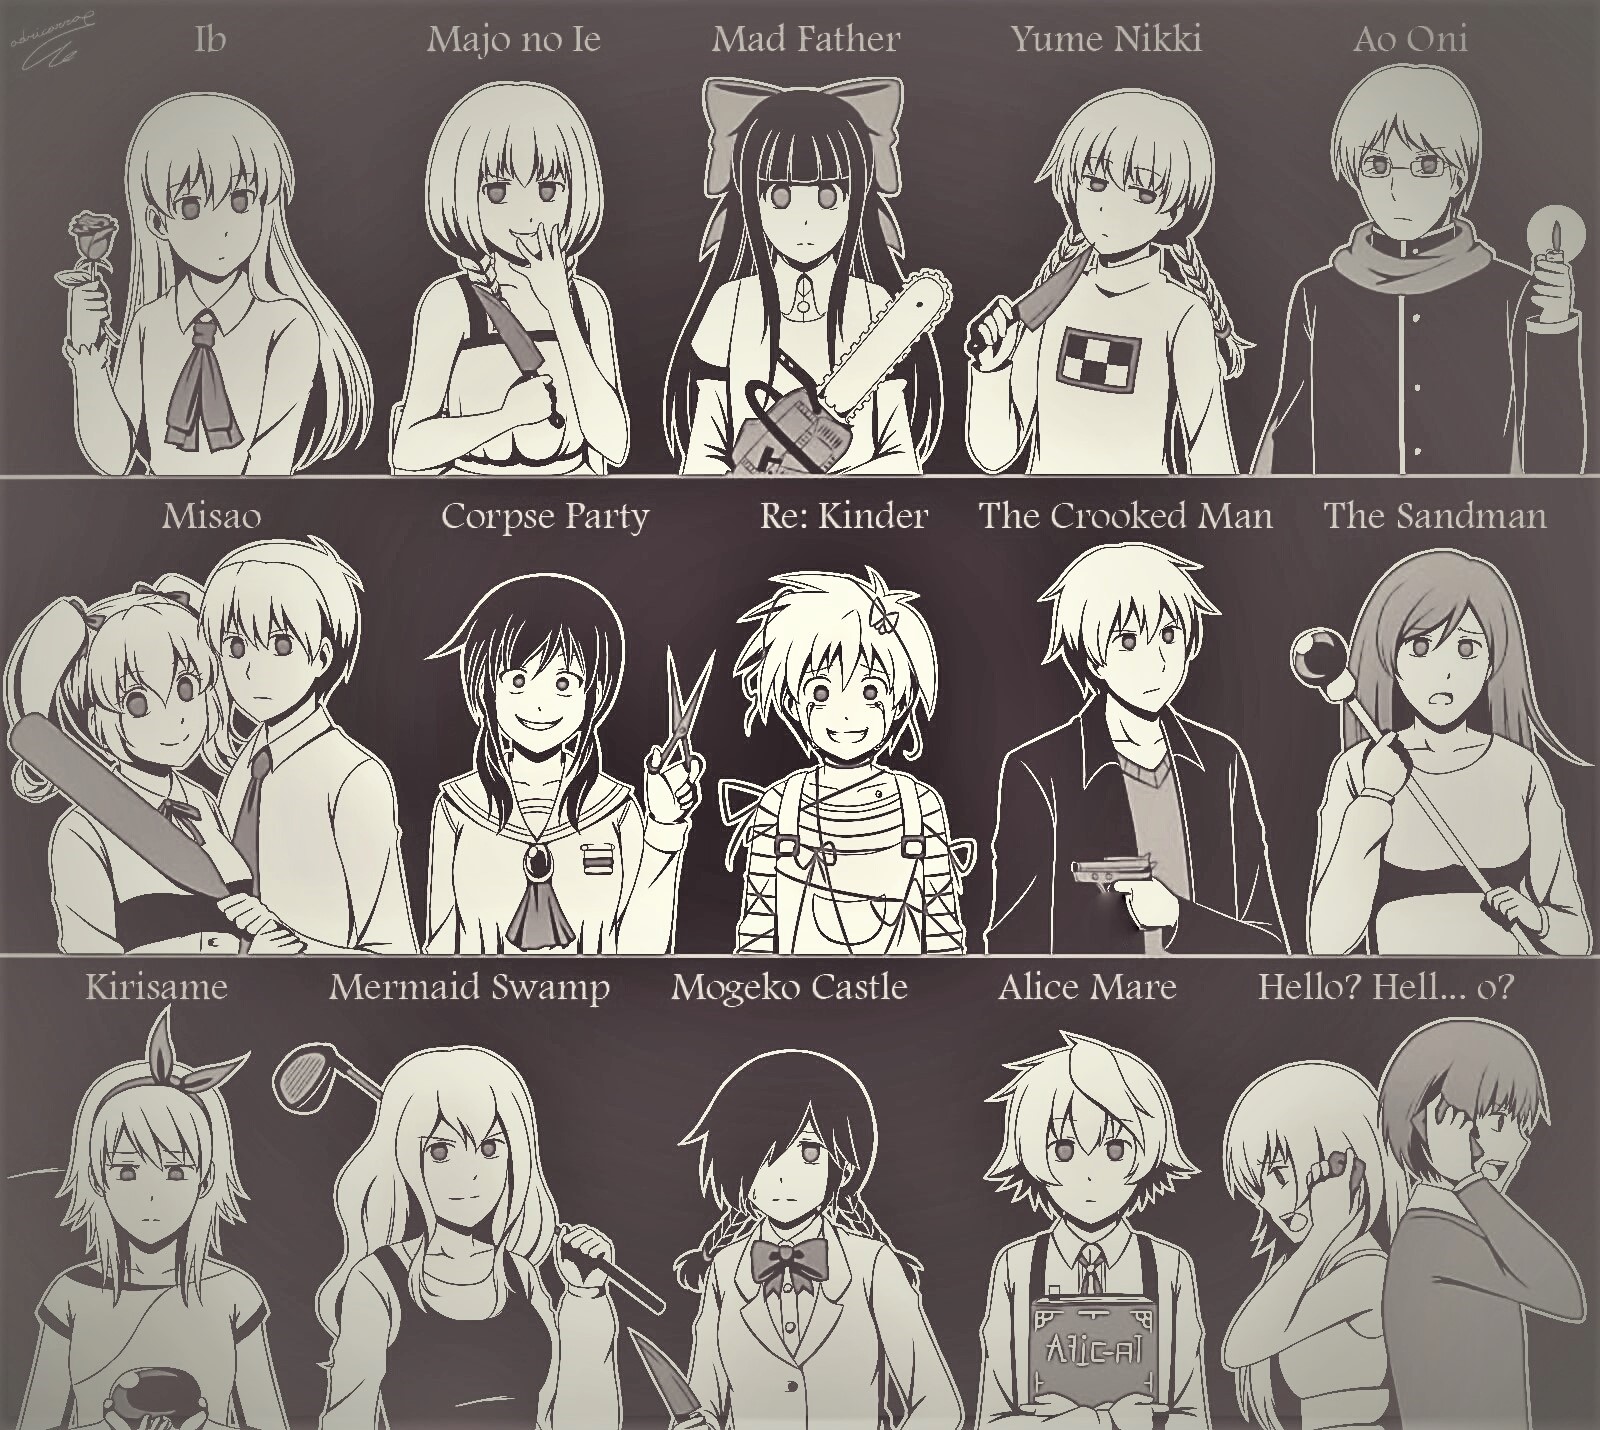 Ib
Majo no Ie
Mad Father
Yume Nikki
Ao Oni
Misao
Corpse Party
Re: Kinder
The Crooked Man
The Sandman
Kirisame
Mermaid Swamp
Mogeko Castle
Alice Mare
Hello? Hell... o?